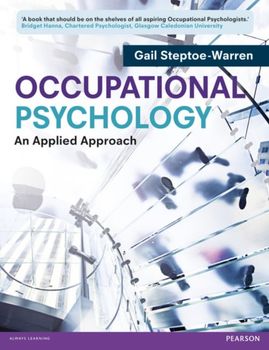 'A book that should be on the shelves of all aspiring Occupational Psychologists.'
Bridget Hanna, Chartered Psychologist, Glasgow Caledonian University
Gail Steptoe-Warren
OCCUPATIONAL
PSYCHOLOGY
An Applied Approach
ALWAYS LEARNING
PEARSON